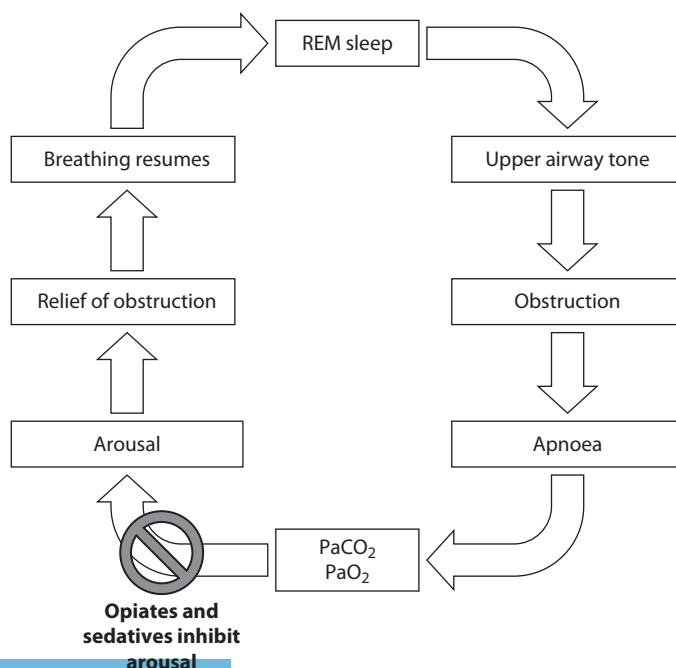 REM sleep
Upper airway tone
Obstruction
Apnoea
PaCO₂
PaO₂
Arousal
Relief of obstruction
Breathing resumes
Opiates and
sedatives inhibit
arousal